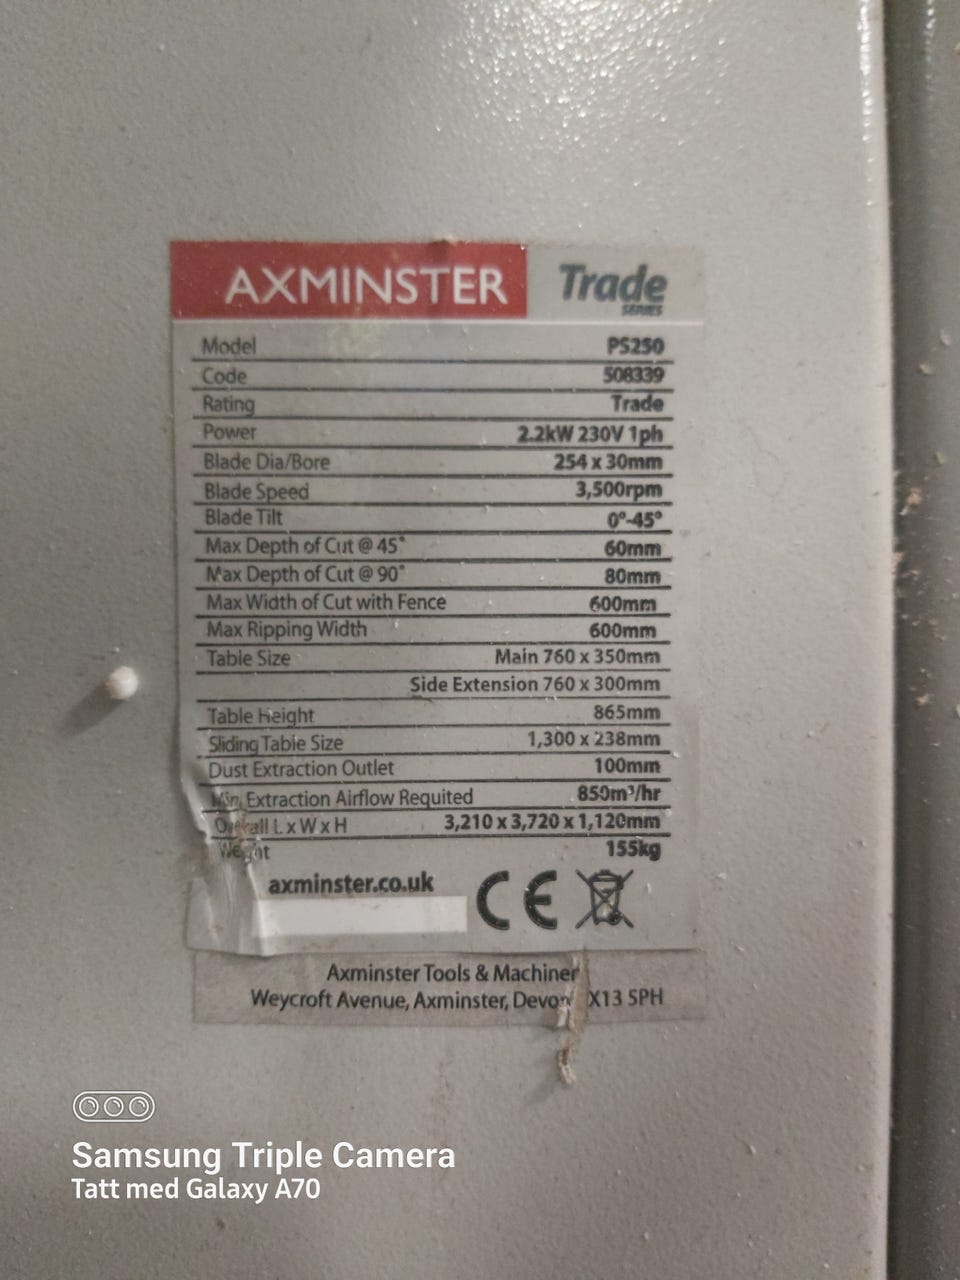 AXMINSTER Trade
SERIES
Model PS250
Code 508339
Rating Trade
Power 2.2kW 230V 1ph
Blade Dia/Bore 254 x 30mm
Blade Speed 3,500rpm
Blade Tilt 0°-45°
Max Depth of Cut @ 45° 60mm
Max Depth of Cut @ 90° 80mm
Max Width of Cut with Fence 600mm
Max Ripping Width 600mm
Table Size Main 760 x 350mm
Side Extension 760 x 300mm
Table Height 865mm
Sliding Table Size 1,300 x 238mm
Dust Extraction Outlet 100mm
Min Extraction Airflow Requited 850m³/hr
Overall L x W x H 3,210 x 3,720 x 1,120mm
Weight 155kg
axminster.co.uk CE
Axminster Tools & Machiner
Weycroft Avenue, Axminster, Devon X13 5PH
Samsung Triple Camera
Tatt med Galaxy A70